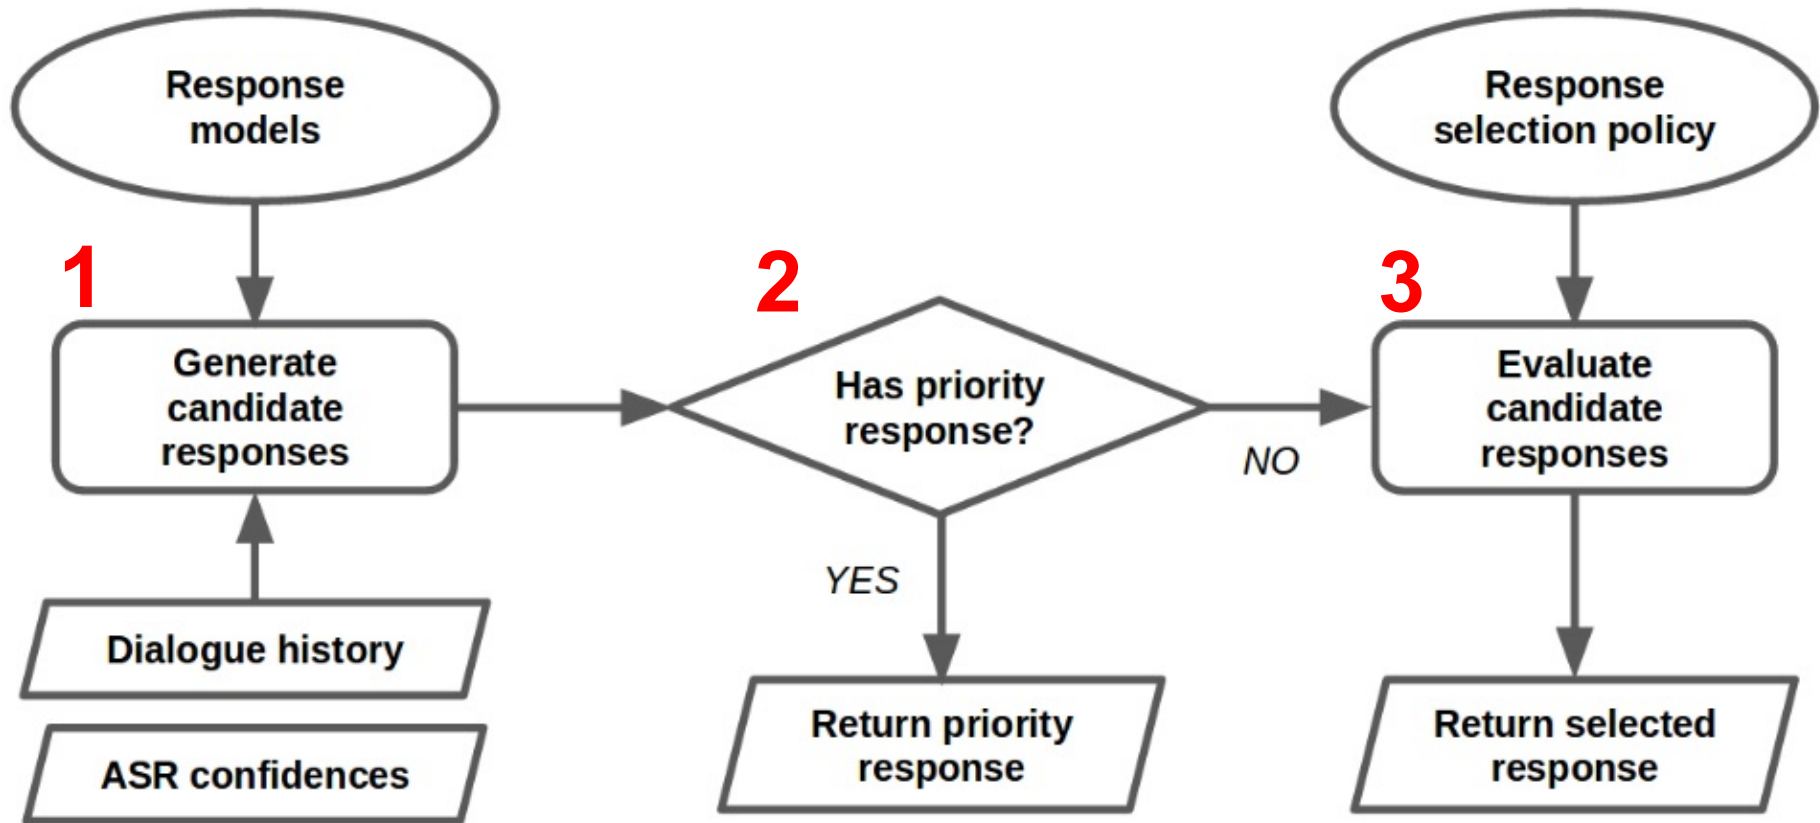 Response
models
Response
selection policy
1
2
3
Generate
candidate
responses
Has priority
response?
NO
Evaluate
candidate
responses
YES
Dialogue history
ASR confidences
Return priority
response
Return selected
response